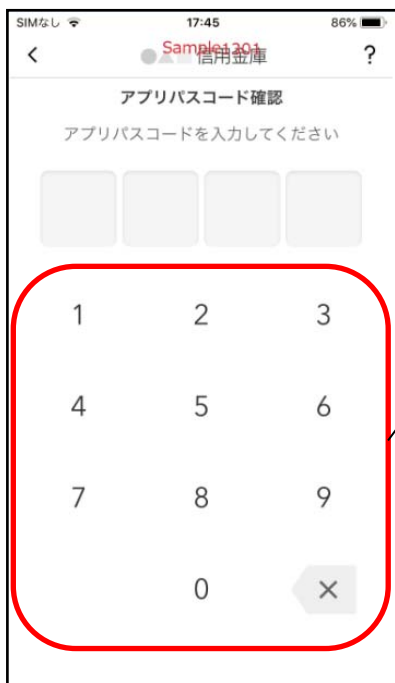 SIMなし 17:45 86%
Sample1201
●▲■信用金庫 ?
アプリパスコード確認
アプリパスコードを入力してください
1 2 3
4 5 6
7 8 9
0 ×